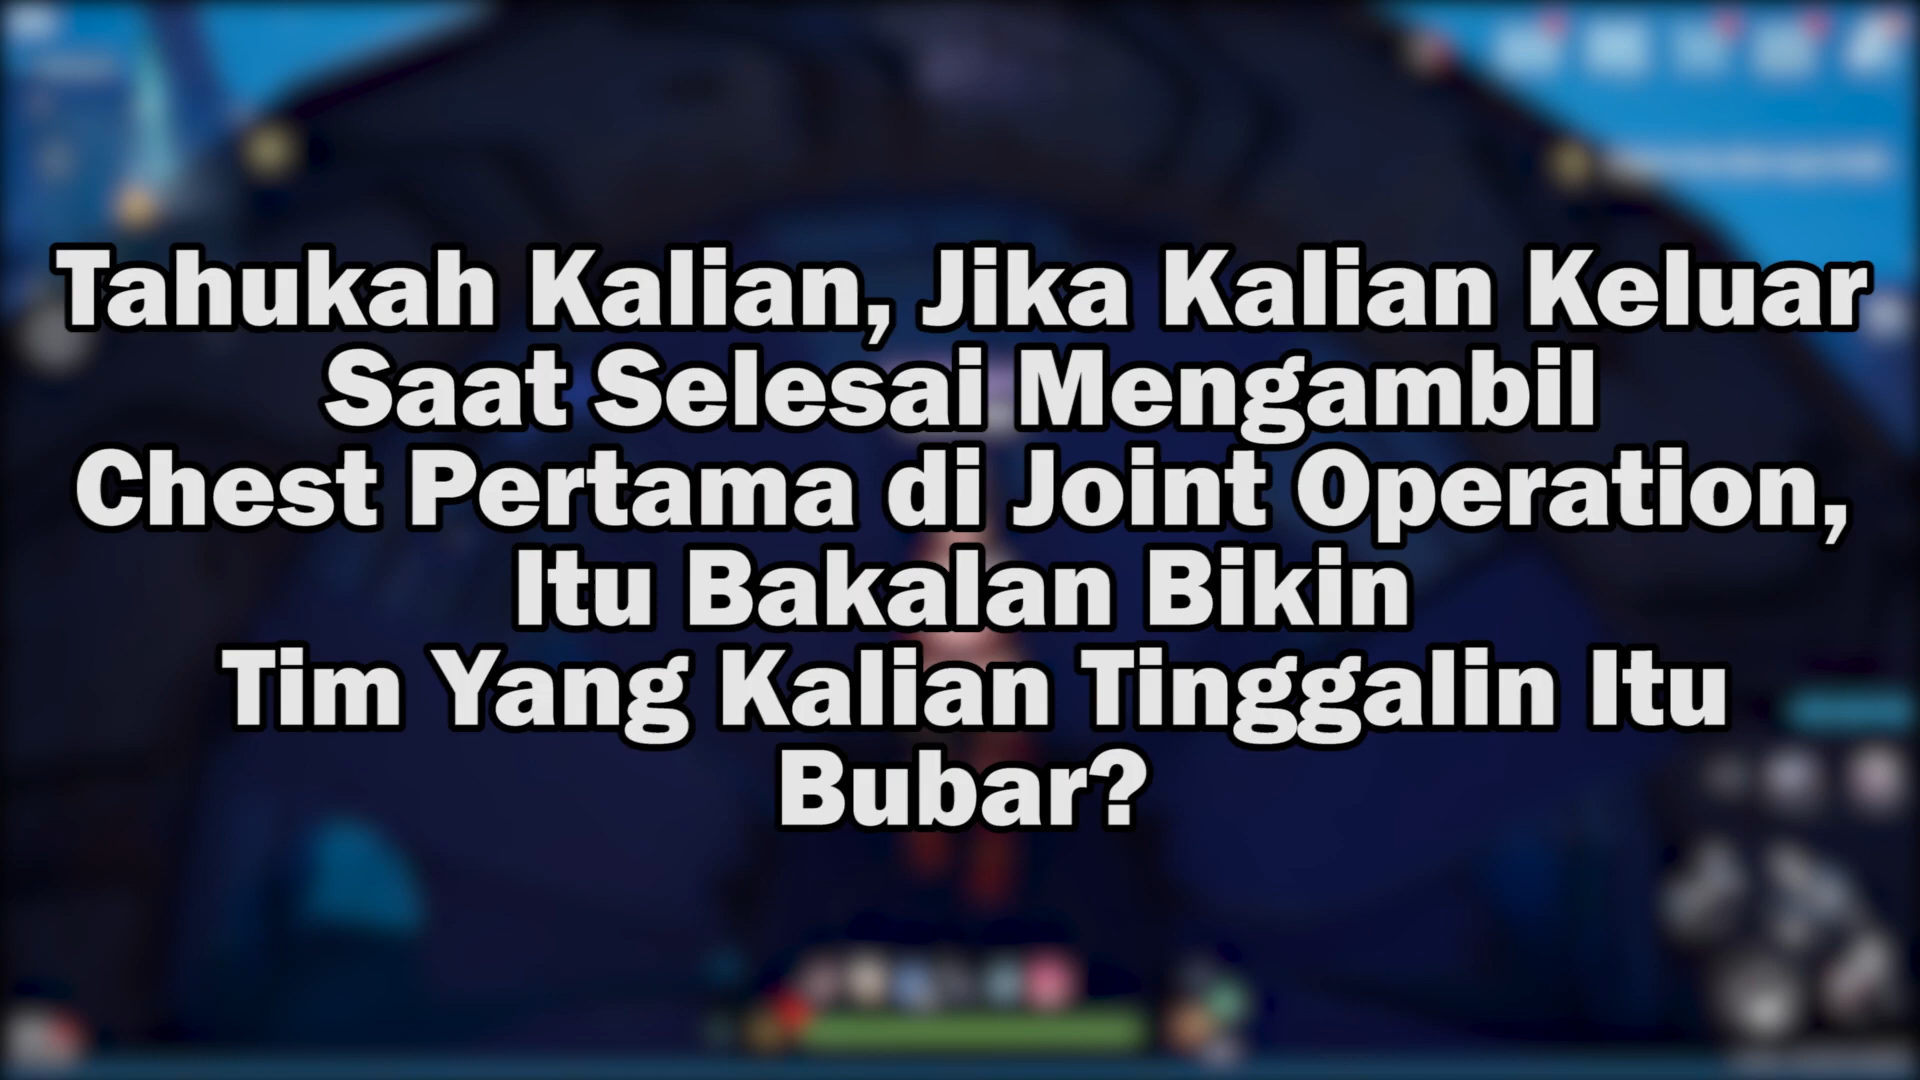 Tahukah Kalian, Jika Kalian Keluar
Saat Selesai Mengambil
Chest Pertama di Joint Operation,
Itu Bakalan Bikin
Tim Yang Kalian Tinggalin Itu
Bubar?